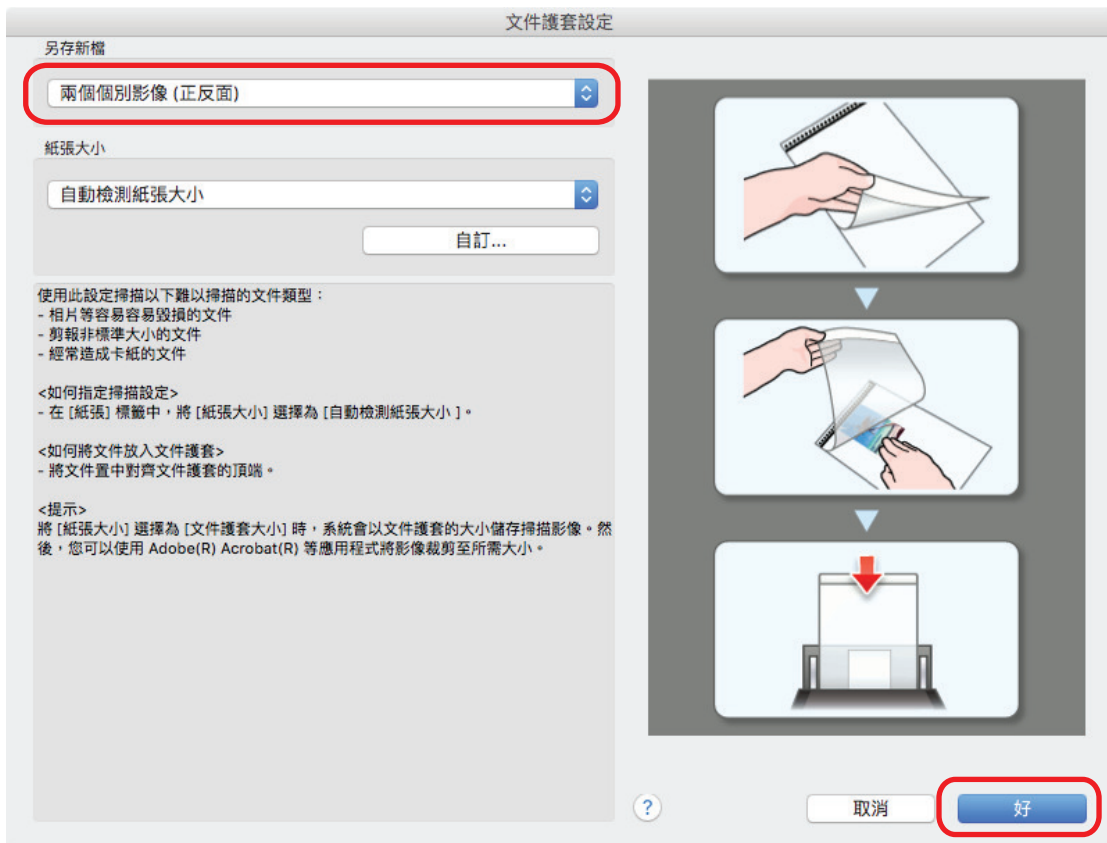 文件護套設定
另存新檔
兩個個別影像 (正反面)
紙張大小
自動檢測紙張大小
自訂...
使用此設定掃描以下難以掃描的文件類型：
- 相片等容易容易毀損的文件
- 剪報非標準大小的文件
- 經常造成卡紙的文件
<如何指定掃描設定>
- 在 [紙張] 標籤中，將 [紙張大小] 選擇為 [自動檢測紙張大小 ]。
<如何將文件放入文件護套>
- 將文件置中對齊文件護套的頂端。
<提示>
將 [紙張大小] 選擇為 [文件護套大小] 時，系統會以文件護套的大小儲存掃描影像。然
後，您可以使用 Adobe(R) Acrobat(R) 等應用程式將影像裁剪至所需大小。
?
取消
好